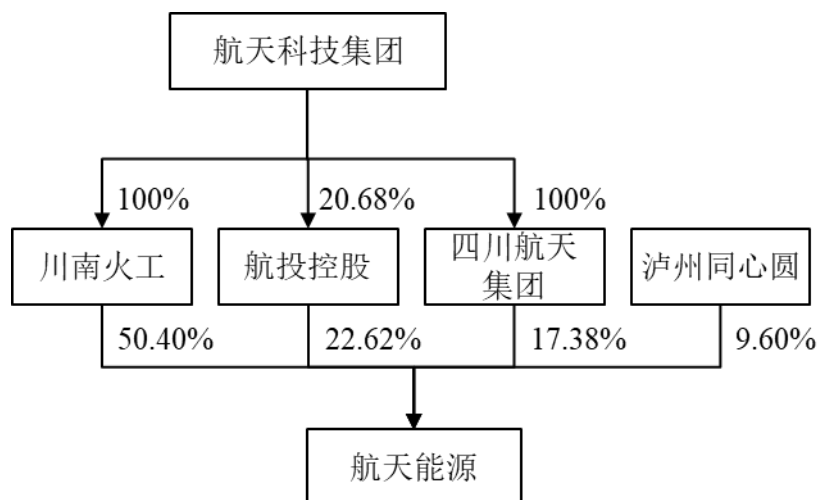 航天科技集团
100%
20.68%
100%
川南火工
航投控股
四川航天
集团
泸州同心圆
50.40%
22.62%
17.38%
9.60%
航天能源